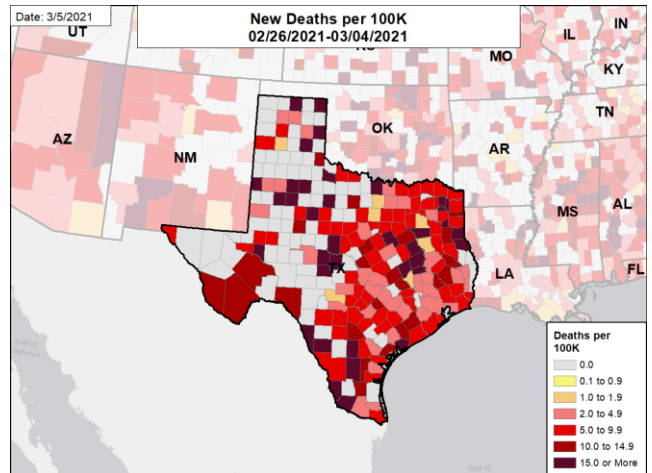 Date: 3/5/2021
New Deaths per 100K
02/26/2021-03/04/2021
UT
MO
IL
IN
KY
TN
AZ
NM
OK
AR
MS
AL
TX
LA
FL
Gulf of
Deaths per
100K
0.0
0.1 to 0.9
1.0 to 1.9
2.0 to 4.9
5.0 to 9.9
10.0 to 14.9
15.0 or More